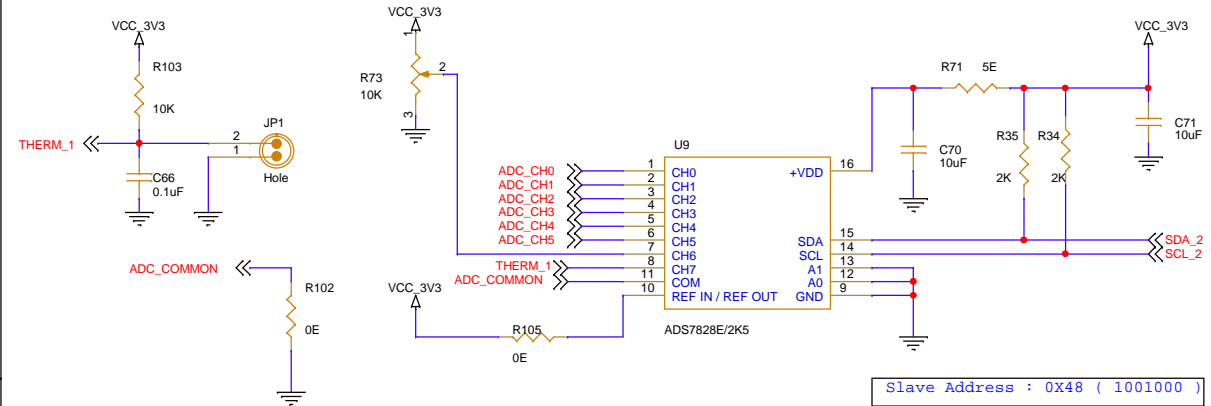 VCC_3V3
R103
10K
THERM_1
2
1
JP1
Hole
C66
0.1uF
ADC_COMMON
R102
0E
VCC_3V3
1
R73
10K
2
3
VCC_3V3
R105
0E
ADC_CH0
ADC_CH1
ADC_CH2
ADC_CH3
ADC_CH4
ADC_CH5
THERM_1
ADC_COMMON
U9
1 CH0
2 CH1
3 CH2
4 CH3
5 CH4
6 CH5
7 CH6
8 CH7
11 COM
10 REF IN / REF OUT
+VDD 16
SDA 15
SCL 14
A1 13
A0 12
GND 9
ADS7828E/2K5
R71 5E
VCC_3V3
C70
10uF
R35
2K
R34
2K
C71
10uF
SDA_2
SCL_2
Slave Address : 0X48 ( 1001000 )